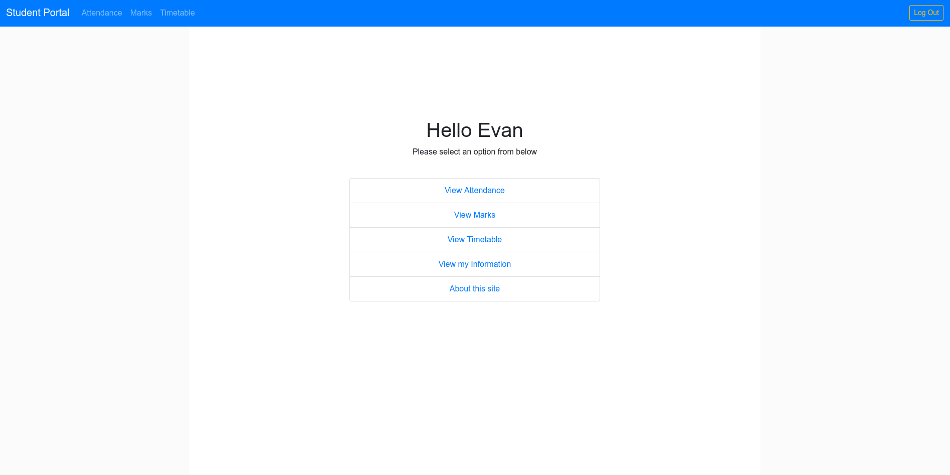 Student Portal Attendance Marks Timetable Log Out
Hello Evan
Please select an option from below
View Attendance
View Marks
View Timetable
View my Information
About this site